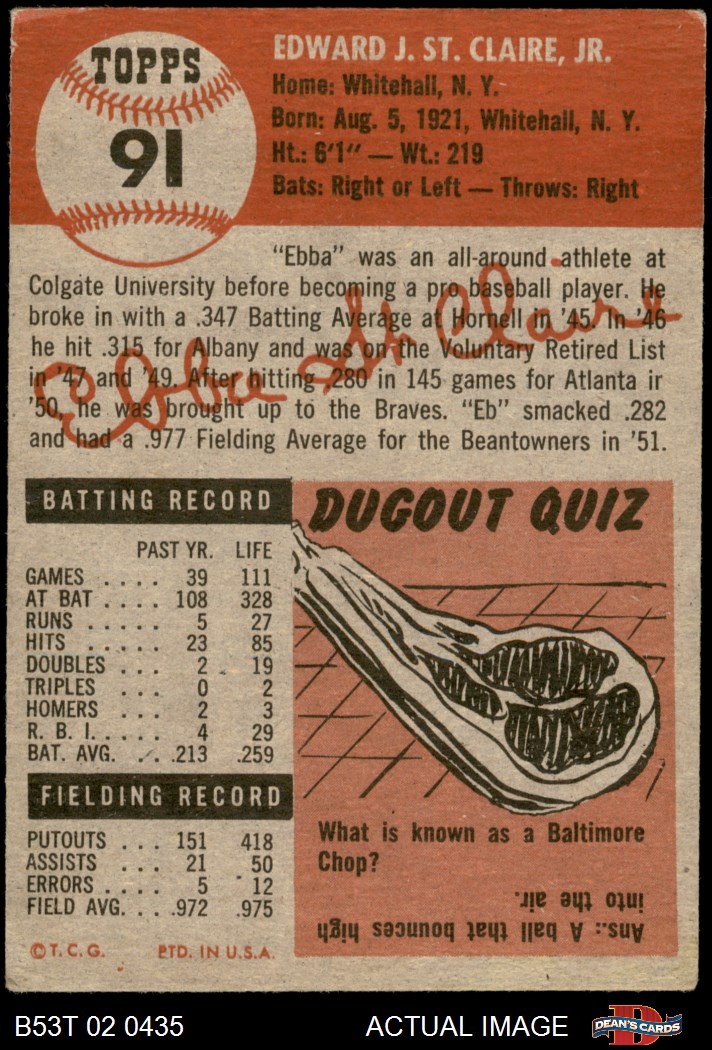 TOPPS
91
EDWARD J. ST. CLAIRE, JR.
Home: Whitehall, N. Y.
Born: Aug. 5, 1921, Whitehall, N. Y.
Ht.: 6'1" — Wt.: 219
Bats: Right or Left — Throws: Right
"Ebba" was an all-around athlete at
Colgate University before becoming a pro baseball player. He
broke in with a .347 Batting Average at Hornell in '45. In '46
he hit .315 for Albany and was on the Voluntary Retired List
in '47 and '49. After hitting .280 in 145 games for Atlanta ir
'50, he was brought up to the Braves. "Eb" smacked .282
and had a .977 Fielding Average for the Beantowners in '51.
Ebba St. Claire
BATTING RECORD
PAST YR. LIFE
GAMES .... 39 111
AT BAT .... 108 328
RUNS ..... 5 27
HITS ..... 23 85
DOUBLES ... 2 19
TRIPLES ... 0 2
HOMERS ... 2 3
R. B. I. .... 4 29
BAT. AVG. ... .213 .259
FIELDING RECORD
PUTOUTS ... 151 418
ASSISTS ... 21 50
ERRORS .... 5 12
FIELD AVG. ... .972 .975
©T. C. G. PTD. IN U.S.A.
DUGOUT QUIZ
What is known as a Baltimore
Chop?
Ans.: A ball that bounces high
into the air.
B53T 02 0435 ACTUAL IMAGE
D
DEAN'S CARDS